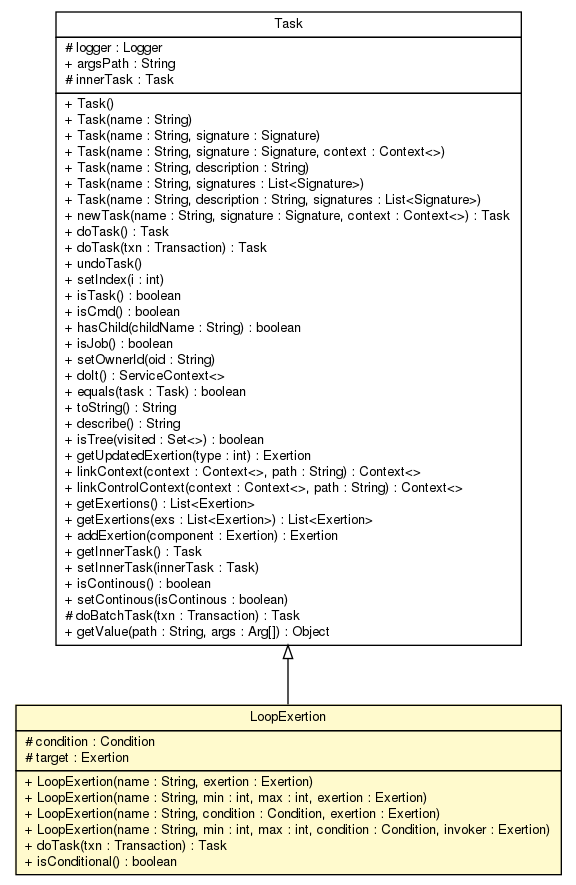 Task
# logger : Logger
+ argsPath : String
# innerTask : Task
+ Task()
+ Task(name : String)
+ Task(name : String, signature : Signature)
+ Task(name : String, signature : Signature, context : Context<>)
+ Task(name : String, description : String)
+ Task(name : String, signatures : List<Signature>)
+ Task(name : String, description : String, signatures : List<Signature>)
+ newTask(name : String, signature : Signature, context : Context<>) : Task
+ doTask() : Task
+ doTask(txn : Transaction) : Task
+ undoTask()
+ setIndex(i : int)
+ isTask() : boolean
+ isCmd() : boolean
+ hasChild(childName : String) : boolean
+ isJob() : boolean
+ setOwnerId(oid : String)
+ doIt() : ServiceContext<>
+ equals(task : Task) : boolean
+ toString() : String
+ describe() : String
+ isTree(visited : Set<>) : boolean
+ getUpdatedExertion(type : int) : Exertion
+ linkContext(context : Context<>, path : String) : Context<>
+ linkControlContext(context : Context<>, path : String) : Context<>
+ getExertions() : List<Exertion>
+ getExertions(exs : List<Exertion>) : List<Exertion>
+ addExertion(component : Exertion) : Exertion
+ getInnerTask() : Task
+ setInnerTask(innerTask : Task)
+ isContinous() : boolean
+ setContinous(isContinous : boolean)
# doBatchTask(txn : Transaction) : Task
+ getValue(path : String, args : Arg[]) : Object
LoopExertion
# condition : Condition
# target : Exertion
+ LoopExertion(name : String, exertion : Exertion)
+ LoopExertion(name : String, min : int, max : int, exertion : Exertion)
+ LoopExertion(name : String, condition : Condition, exertion : Exertion)
+ LoopExertion(name : String, min : int, max : int, condition : Condition, invoker : Exertion)
+ doTask(txn : Transaction) : Task
+ isConditional() : boolean